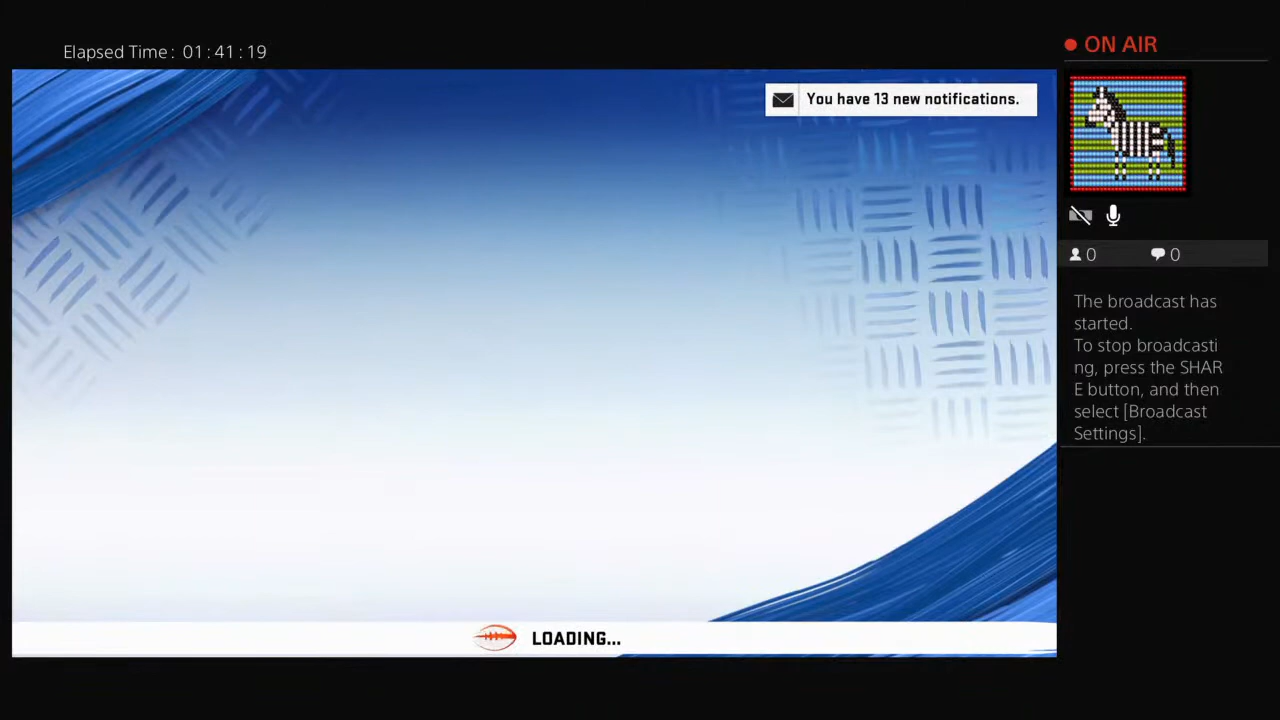 Elapsed Time: 01:41:19
ON AIR
You have 13 new notifications.
0 0
The broadcast has
started.
To stop broadcasti
ng, press the SHAR
E button, and then
select [Broadcast
Settings].
LOADING...